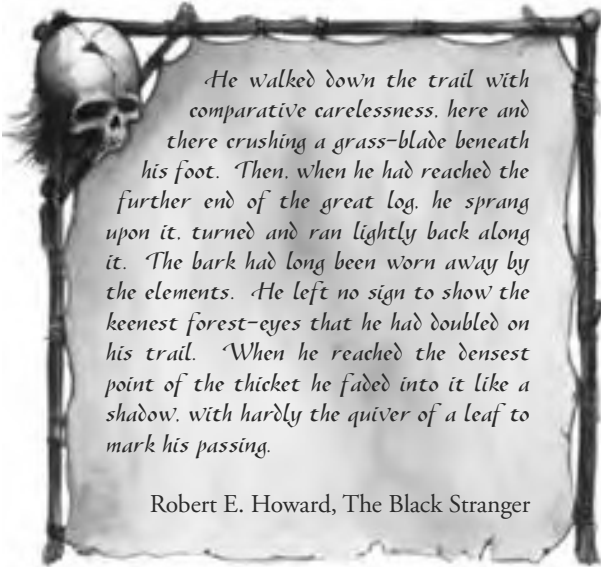 He walked down the trail with
comparative carelessness, here and
there crushing a grass-blade beneath
his foot. Then, when he had reached the
further end of the great log, he sprang
upon it, turned and ran lightly back along
it. The bark had long been worn away by
the elements. He left no sign to show the
keenest forest-eyes that he had doubled on
his trail. When he reached the densest
point of the thicket he faded into it like a
shadow, with hardly the quiver of a leaf to
mark his passing.
Robert E. Howard, The Black Stranger